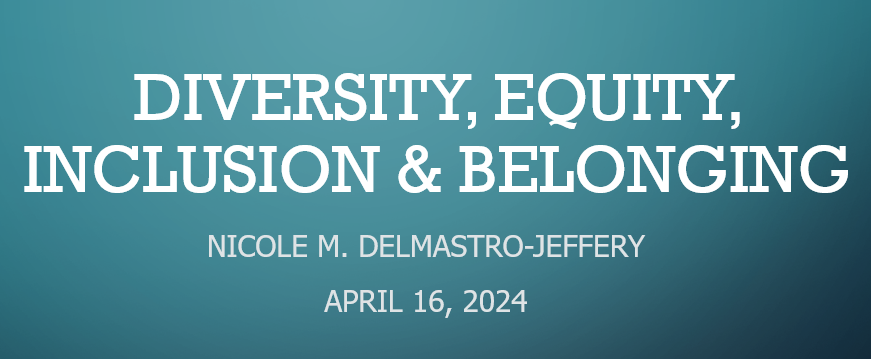 DIVERSITY, EQUITY,
INCLUSION & BELONGING
NICOLE M. DELMASTRO-JEFFERY
APRIL 16, 2024